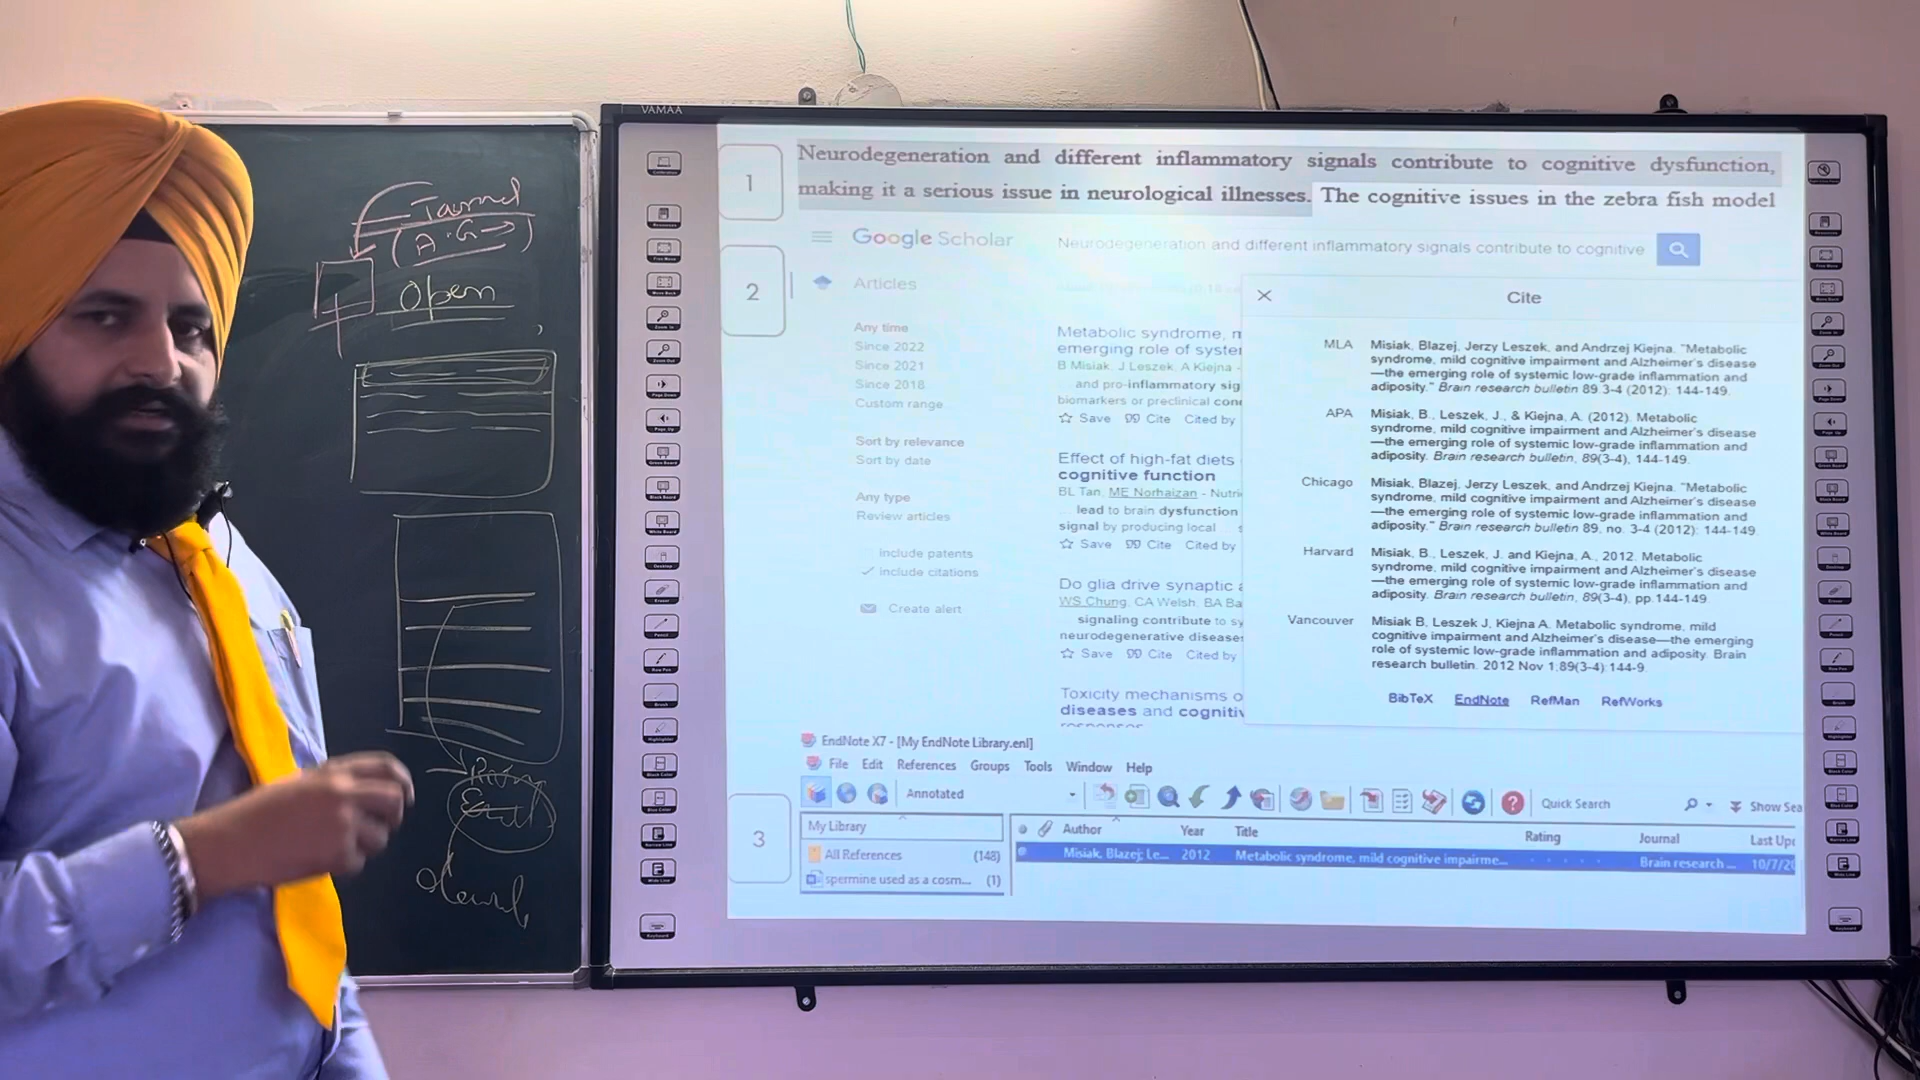 VAMAA
Journal
(A.G→)
Open
1
Neurodegeneration and different inflammatory signals contribute to cognitive dysfunction,
making it a serious issue in neurological illnesses. The cognitive issues in the zebra fish model
2
Google Scholar
Neurodegeneration and different inflammatory signals contribute to cognitive
Articles
Any time
Since 2022
Since 2021
Since 2018
Custom range
Sort by relevance
Sort by date
Any type
Review articles
include patents
✓ include citations
Create alert
Metabolic syndrome, m
emerging role of syste
B Misiak, J Leszek, A Kiejna -
and pro-inflammatory sig
biomarkers or preclinical con
☆ Save Cite Cited by
Effect of high-fat diets
cognitive function
BL Tan, ME Norhaizan - Nutri
lead to brain dysfunction
signal by producing local
☆ Save Cite Cited by
Do glia drive synaptic a
WS Chung, CA Welsh, BA Ba
signaling contribute to sy
neurodegenerative disease
☆ Save Cite Cited by
Toxicity mechanisms o
diseases and cognitiv
Cite
MLA
Misiak, Blazej, Jerzy Leszek, and Andrzej Kiejna. "Metabolic
syndrome, mild cognitive impairment and Alzheimer's disease
—the emerging role of systemic low-grade inflammation and
adiposity." Brain research bulletin 89.3-4 (2012): 144-149.
APA
Misiak, B., Leszek, J., & Kiejna, A. (2012). Metabolic
syndrome, mild cognitive impairment and Alzheimer's disease
—the emerging role of systemic low-grade inflammation and
adiposity. Brain research bulletin, 89(3-4), 144-149.
Chicago
Misiak, Blazej, Jerzy Leszek, and Andrzej Kiejna. "Metabolic
syndrome, mild cognitive impairment and Alzheimer's disease
—the emerging role of systemic low-grade inflammation and
adiposity." Brain research bulletin 89, no. 3-4 (2012): 144-149.
Harvard
Misiak, B., Leszek, J. and Kiejna, A., 2012. Metabolic
syndrome, mild cognitive impairment and Alzheimer's disease
—the emerging role of systemic low-grade inflammation and
adiposity. Brain research bulletin, 89(3-4), pp.144-149.
Vancouver
Misiak B, Leszek J, Kiejna A. Metabolic syndrome, mild
cognitive impairment and Alzheimer's disease—the emerging
role of systemic low-grade inflammation and adiposity. Brain
research bulletin. 2012 Nov 1;89(3-4):144-9.
BibTeX EndNote RefMan RefWorks
3
EndNote X7 - [My EndNote Library.enl]
File Edit References Groups Tools Window Help
Annotated
Quick Search
Show Sea
My Library
All References (148)
spermine used as a cosm... (1)
Author Year Title Rating Journal Last Up
Misiak, Blazej; Le... 2012 Metabolic syndrome, mild cognitive impairme... Brain research ... 10/7/20